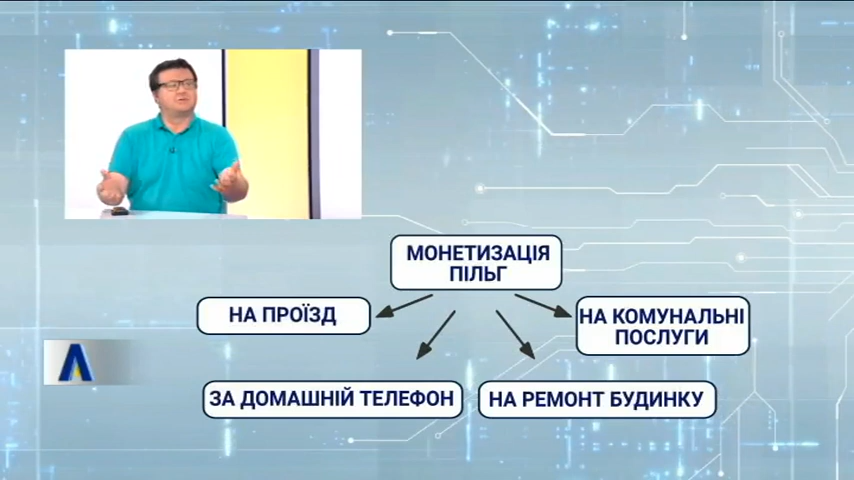 МОНЕТИЗАЦІЯ
ПІЛЬГ
НА ПРОЇЗД
НА КОМУНАЛЬНІ
ПОСЛУГИ
ЗА ДОМАШНІЙ ТЕЛЕФОН
НА РЕМОНТ БУДИНКУ